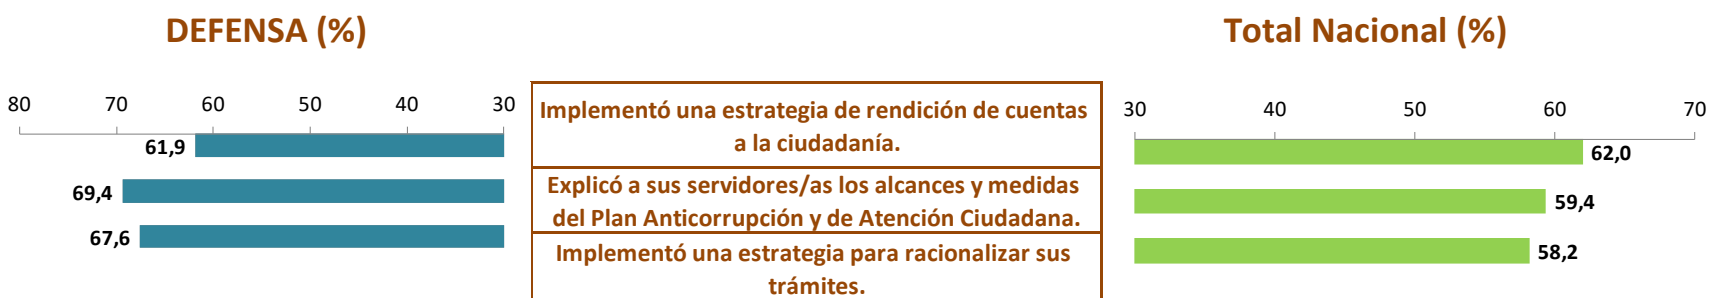 DEFENSA (%)
Total Nacional (%)
80 70 60 50 40 30
30 40 50 60 70
Implementó una estrategia de rendición de cuentas
a la ciudadanía.
61,9
62,0
Explicó a sus servidores/as los alcances y medidas
del Plan Anticorrupción y de Atención Ciudadana.
69,4
59,4
Implementó una estrategia para racionalizar sus
trámites.
67,6
58,2